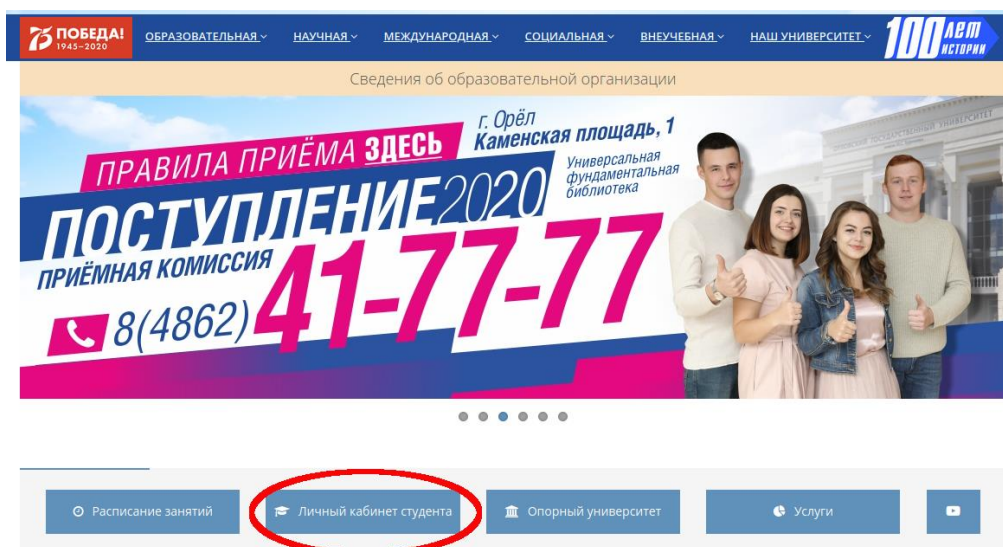 75 ПОБЕДА!
1945–2020
ОБРАЗОВАТЕЛЬНАЯ
НАУЧНАЯ
МЕЖДУНАРОДНАЯ
СОЦИАЛЬНАЯ
ВНЕУЧЕБНАЯ
НАШ УНИВЕРСИТЕТ
100 лет
истории
Сведения об образовательной организации
ПРАВИЛА ПРИЁМА ЗДЕСЬ
г. Орёл
Каменская площадь, 1
Универсальная
фундаментальная
библиотека
ПОСТУПЛЕНИЕ 2020
ПРИЁМНАЯ КОМИССИЯ
8(4862) 41-77-77
Расписание занятий
Личный кабинет студента
Опорный университет
Услуги